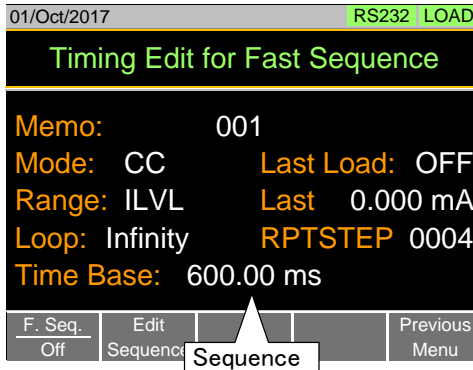 01/Oct/2017 RS232 LOAD
Timing Edit for Fast Sequence
Memo: 001
Mode: CC Last Load: OFF
Range: ILVL Last 0.000 mA
Loop: Infinity RPTSTEP 0004
Time Base: 600.00 ms
F. Seq. Edit Previous
Off Sequence Menu
Sequence